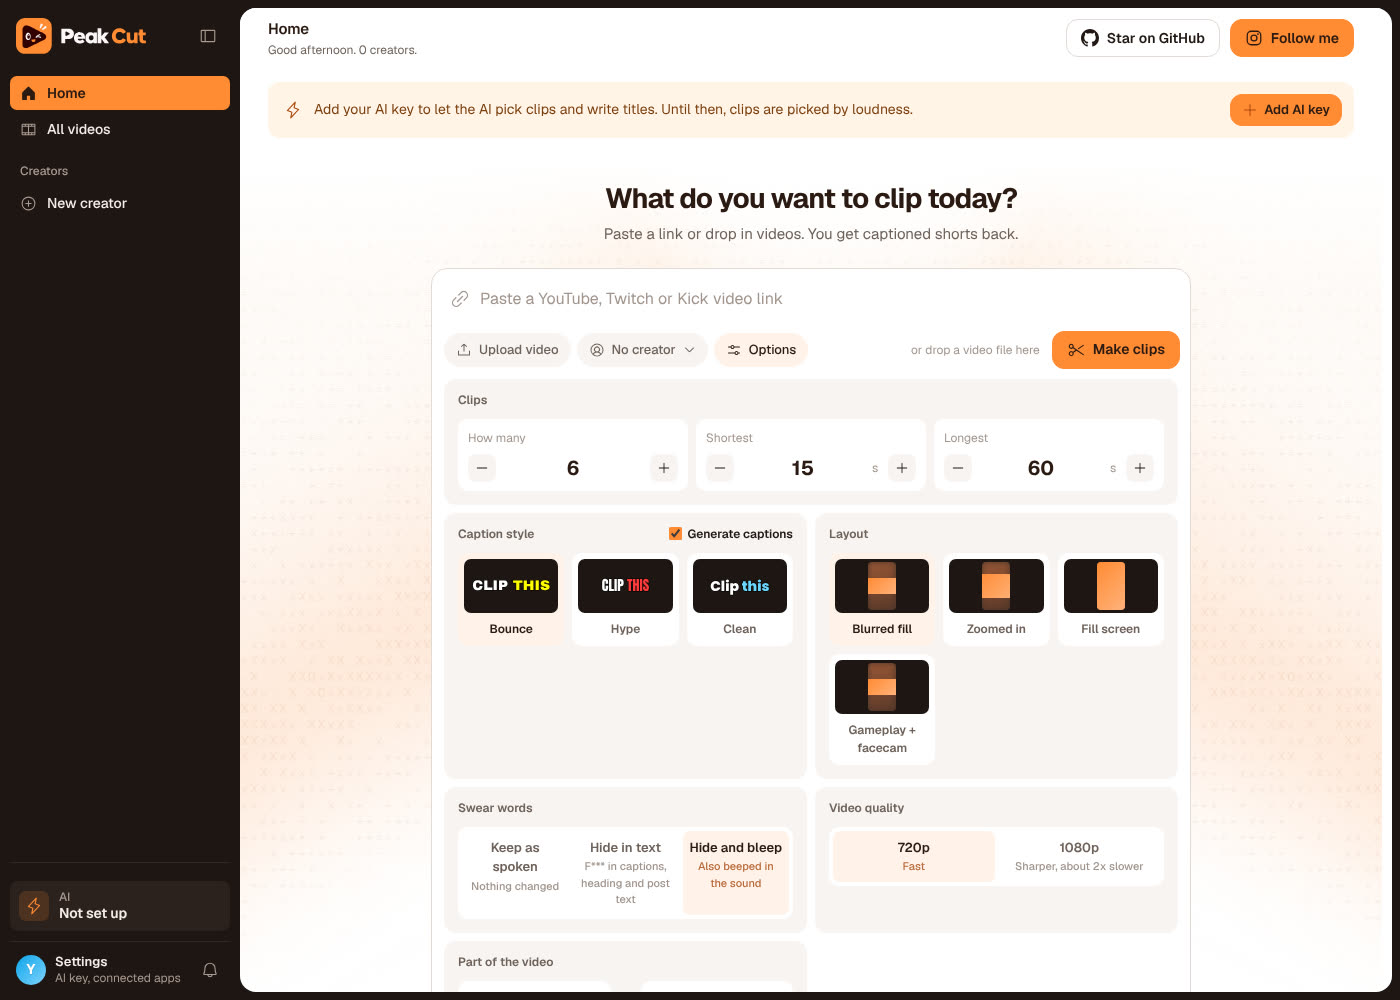 Peak Cut
Home
All videos
Creators
New creator
AI
Not set up
Y
Settings
AI key, connected apps
Home
Good afternoon. 0 creators.
Star on GitHub
Follow me
Add your AI key to let the AI pick clips and write titles. Until then, clips are picked by loudness.
Add AI key
What do you want to clip today?
Paste a link or drop in videos. You get captioned shorts back.
Paste a YouTube, Twitch or Kick video link
Upload video
No creator
Options
or drop a video file here
Make clips
Clips
How many
6
Shortest
15
s
Longest
60
s
Caption style
Generate captions
CLIP THIS
Bounce
CLIP THIS
Hype
Clip this
Clean
Layout
Blurred fill
Zoomed in
Fill screen
Gameplay +
facecam
Swear words
Keep as
spoken
Nothing changed
Hide in text
F*** in captions,
heading and post
text
Hide and bleep
Also beeped in
the sound
Video quality
720p
Fast
1080p
Sharper, about 2x slower
Part of the video